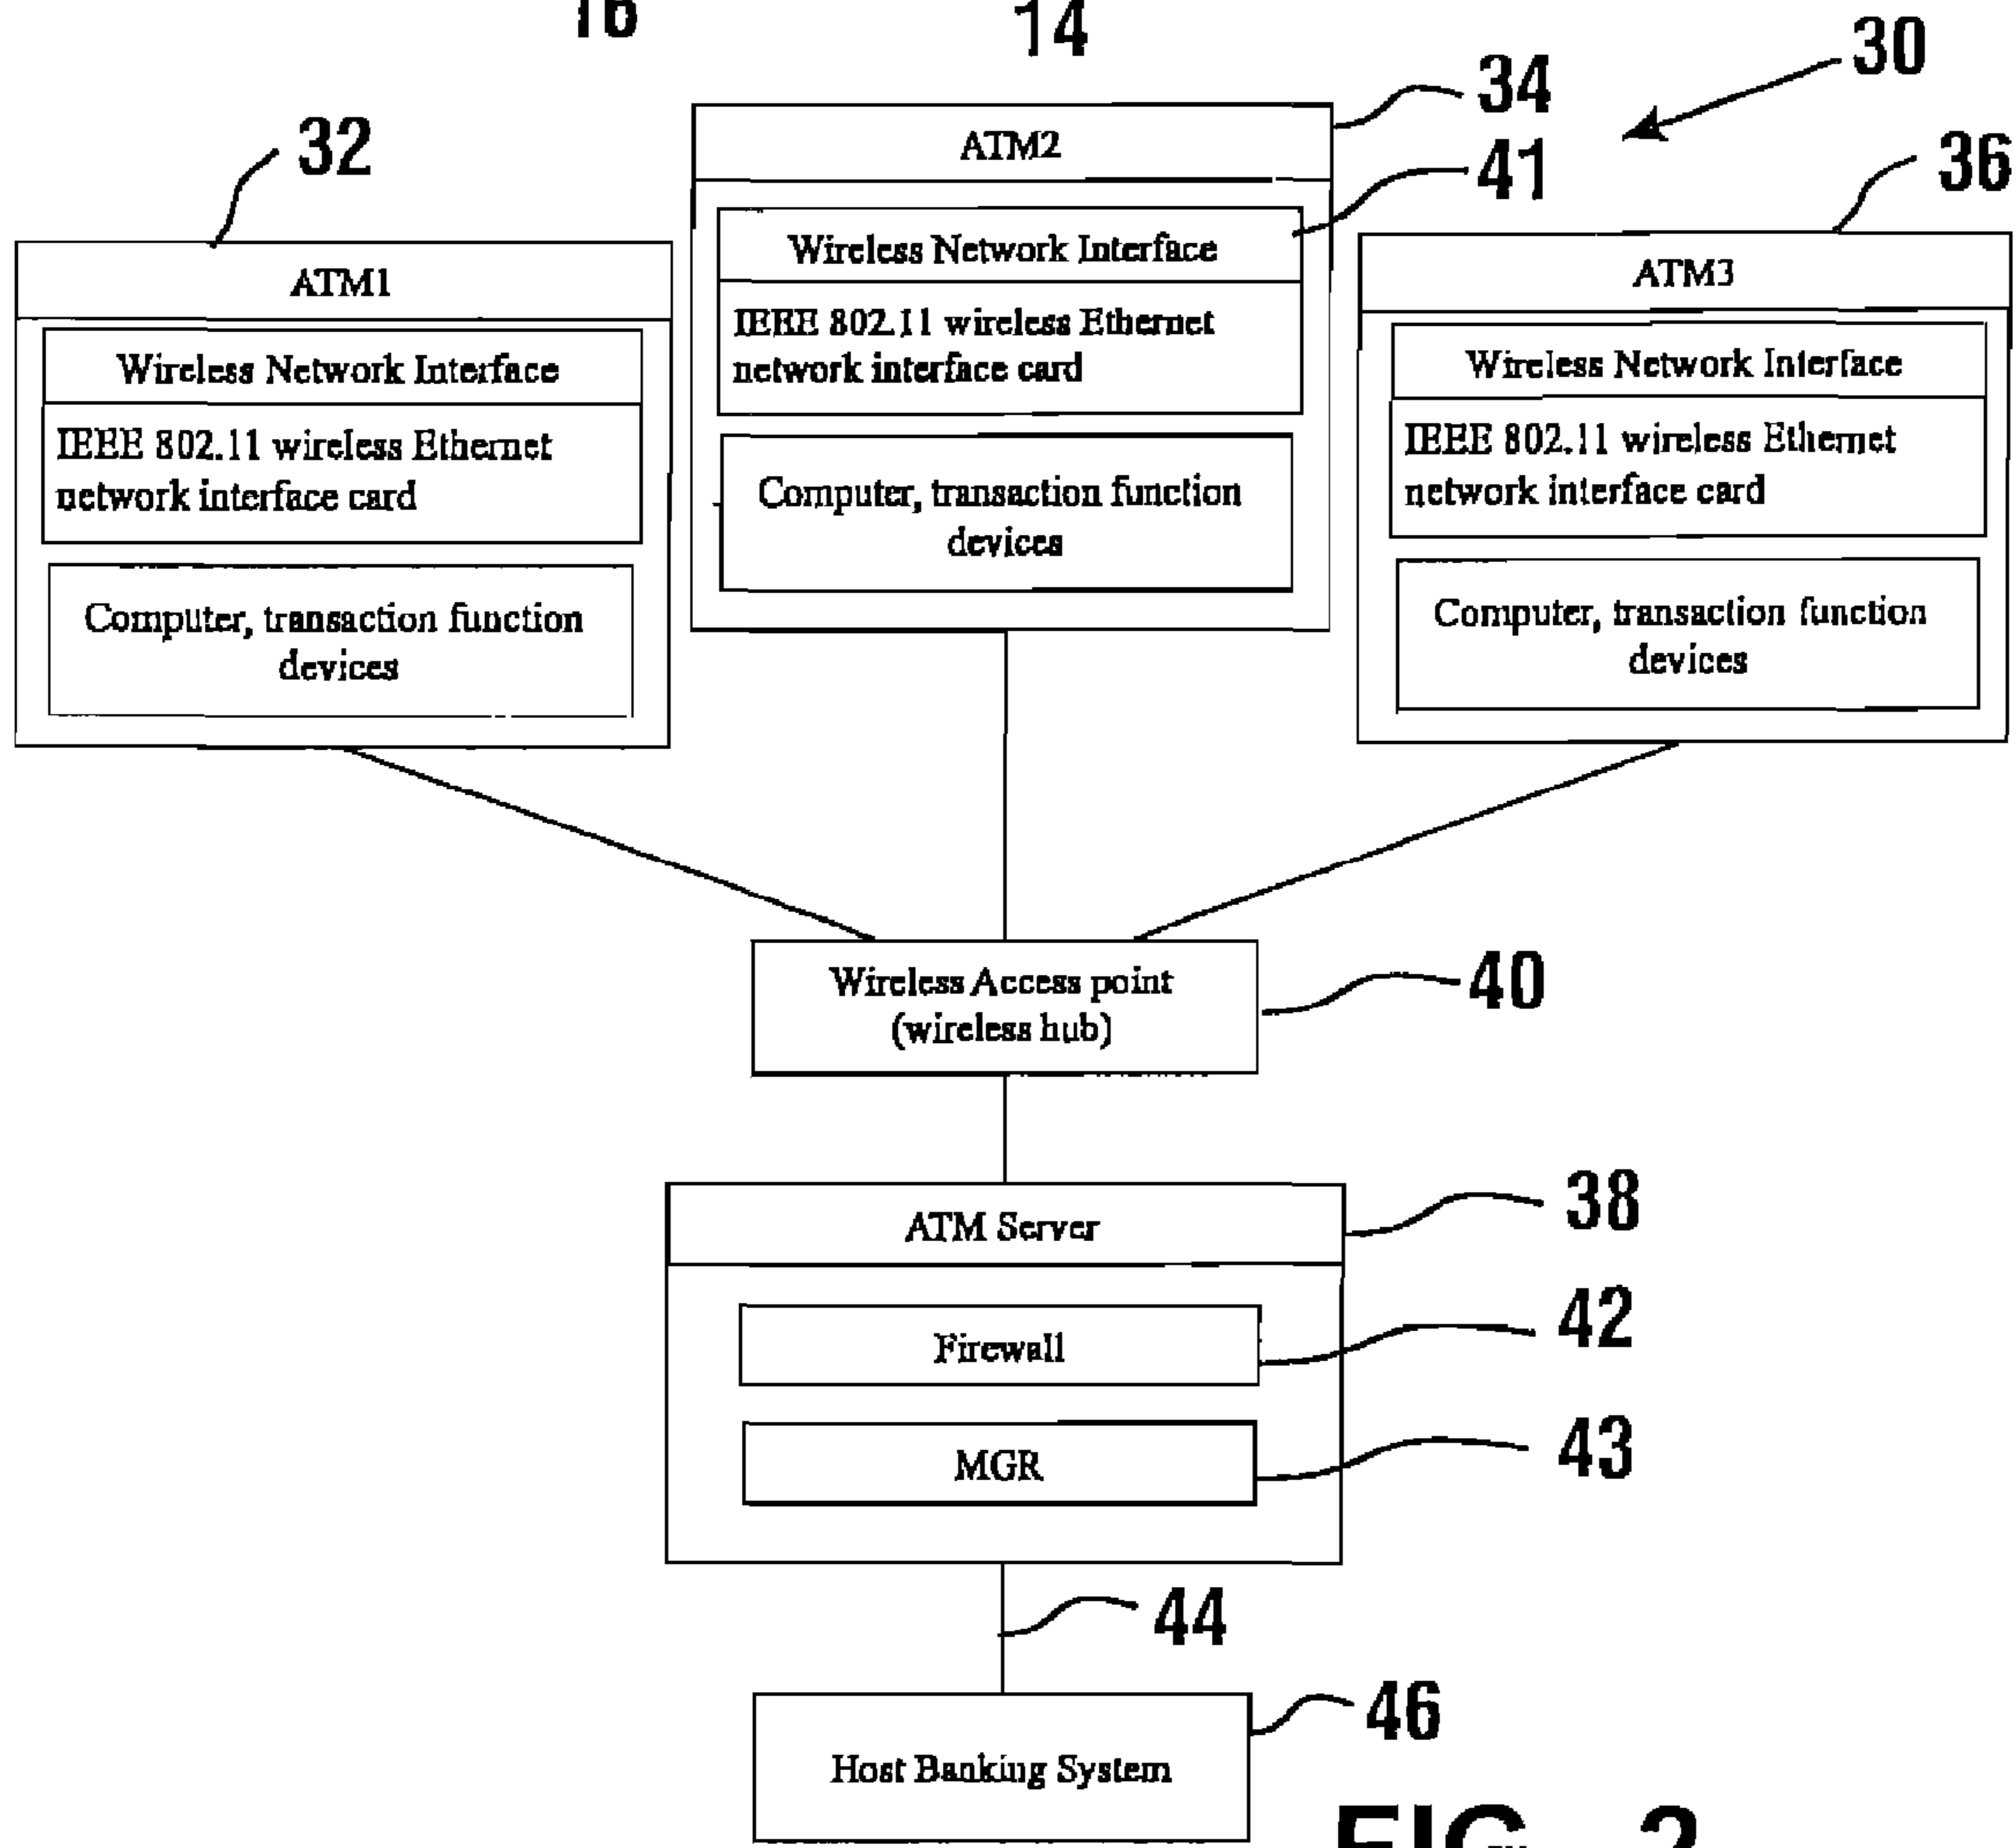 14
34
30
32
ATM2
41
36
Wireless Network Interface
ATM1
ATM3
IEEE 802.11 wireless Ethernet
network interface card
Wireless Network Interface
Wireless Network Interface
IEEE 802.11 wireless Ethernet
network interface card
IEEE 802.11 wireless Ethernet
network interface card
Computer, transaction function
devices
Computer, transaction function
devices
Computer, transaction function
devices
Wireless Access point
(wireless hub)
40
ATM Server
38
Firewall
42
MGR
43
44
46
Host Banking System
FIG. 2